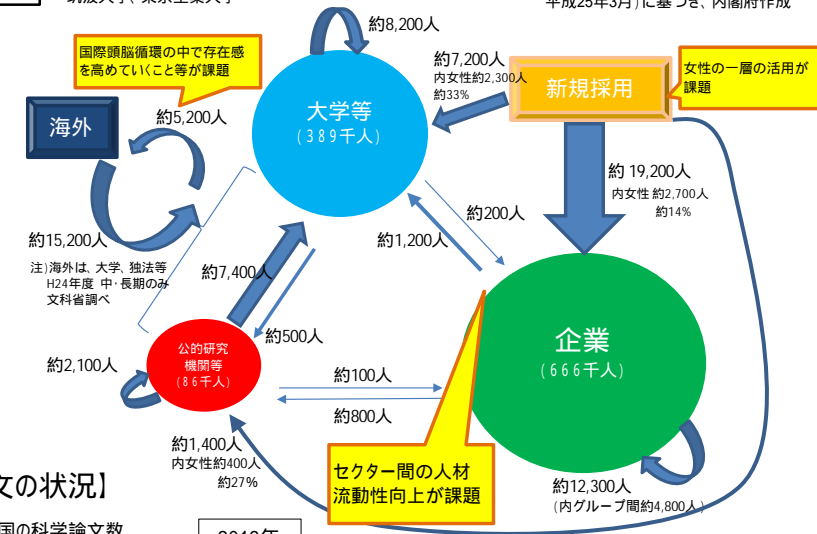 平成25年3月)に基づき、内閣府作成
約8,200人
国際頭脳循環の中で存在感
を高めていくこと等が課題
約7,200人
内女性約2,300人
約33%
新規採用
女性の一層の活用が
課題
海外
約5,200人
大学等
(389千人)
約 19,200人
内女性 約2,700人
約14%
約200人
約1,200人
約15,200人
注)海外は、大学、独法等
H24年度 中・長期のみ
文科省調べ
約7,400人
約500人
企業
(666千人)
公的研究
機関等
(86千人)
約2,100人
約100人
約800人
約1,400人
内女性約400人
約27%
セクター間の人材
流動性向上が課題
約12,300人
(内グループ間約4,800人)
文の状況】
国の科学論文数